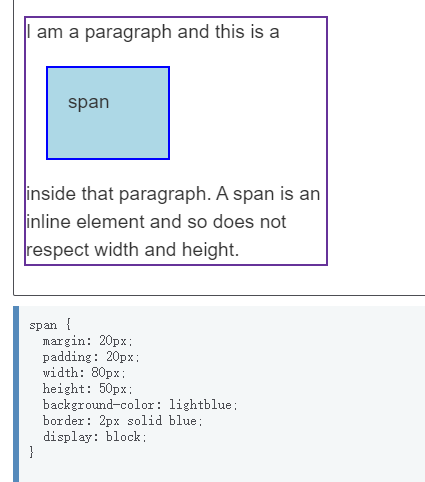 I am a paragraph and this is a
span
inside that paragraph. A span is an
inline element and so does not
respect width and height.
span {
  margin: 20px;
  padding: 20px;
  width: 80px;
  height: 50px;
  background-color: lightblue;
  border: 2px solid blue;
  display: block;
}